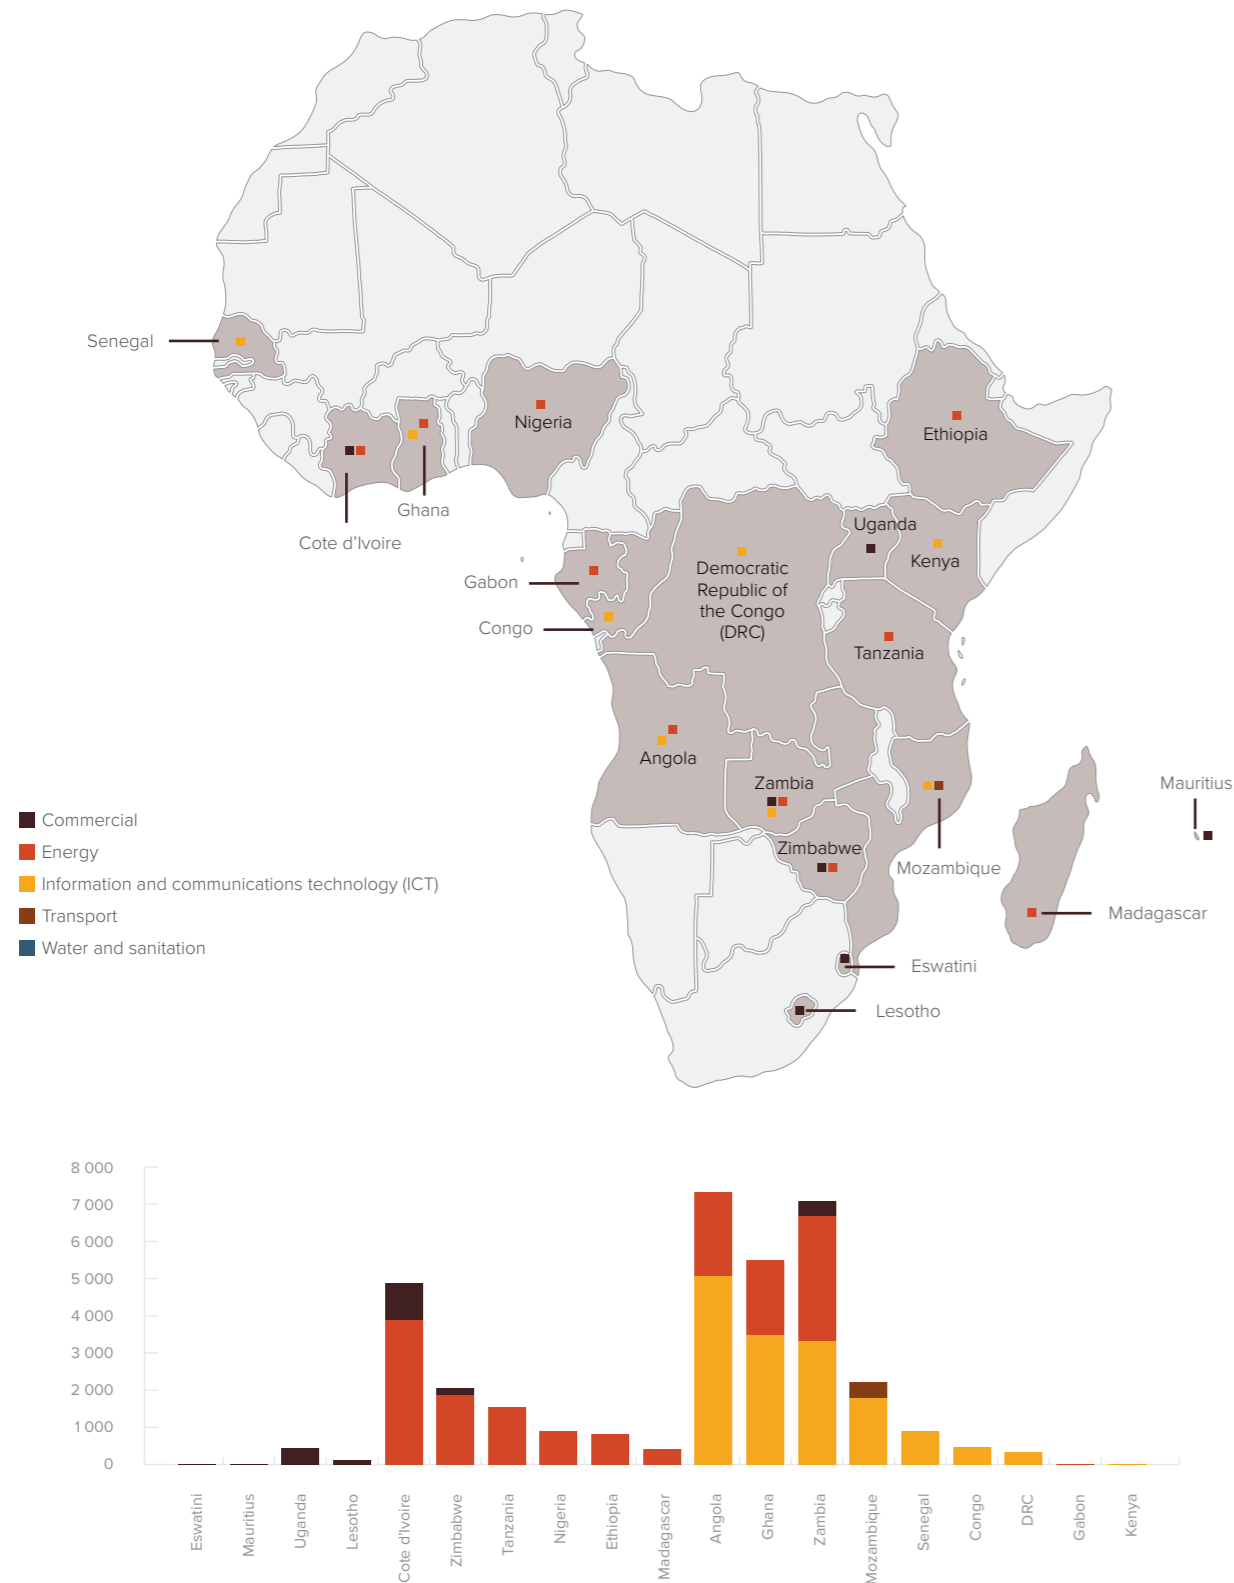 Senegal
Nigeria
Ethiopia
Ghana
Cote d’Ivoire
Uganda
Kenya
Gabon
Democratic
Republic of
the Congo
(DRC)
Congo
Tanzania
Angola
Zambia
Mauritius
Zimbabwe
Mozambique
Madagascar
Eswatini
Lesotho
Commercial
Energy
Information and communications technology (ICT)
Transport
Water and sanitation
8 000
7 000
6 000
5 000
4 000
3 000
2 000
1 000
0
Eswatini
Mauritius
Uganda
Lesotho
Cote d’Ivoire
Zimbabwe
Tanzania
Nigeria
Ethiopia
Madagascar
Angola
Ghana
Zambia
Mozambique
Senegal
Congo
DRC
Gabon
Kenya